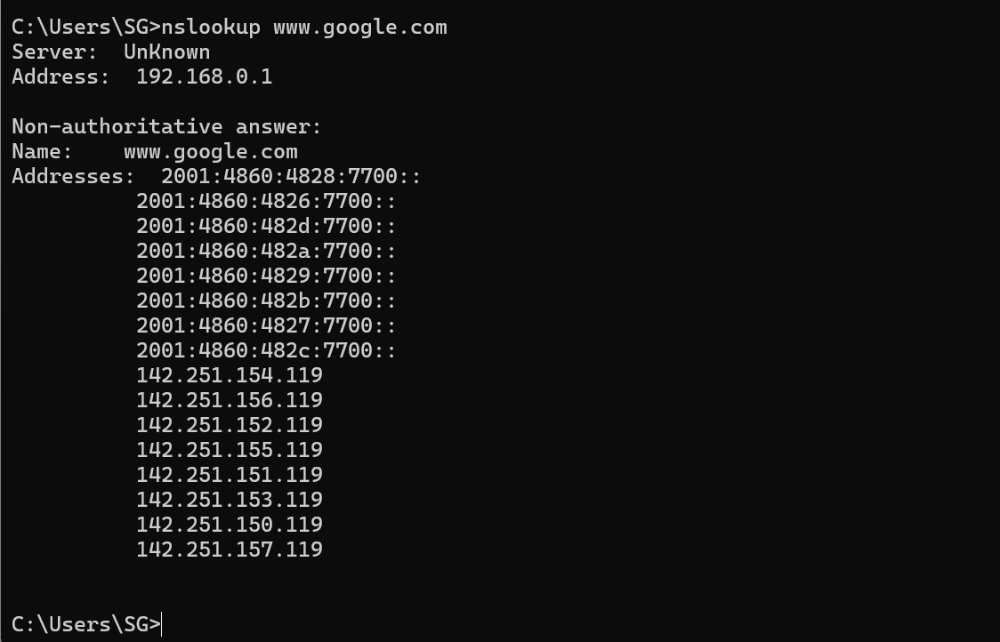 C:\Users\SG>nslookup www.google.com
Server:  UnKnown
Address:  192.168.0.1
Non-authoritative answer:
Name:    www.google.com
Addresses:  2001:4860:4828:7700::
2001:4860:4826:7700::
2001:4860:482d:7700::
2001:4860:482a:7700::
2001:4860:4829:7700::
2001:4860:482b:7700::
2001:4860:4827:7700::
2001:4860:482c:7700::
142.251.154.119
142.251.156.119
142.251.152.119
142.251.155.119
142.251.151.119
142.251.153.119
142.251.150.119
142.251.157.119
C:\Users\SG>